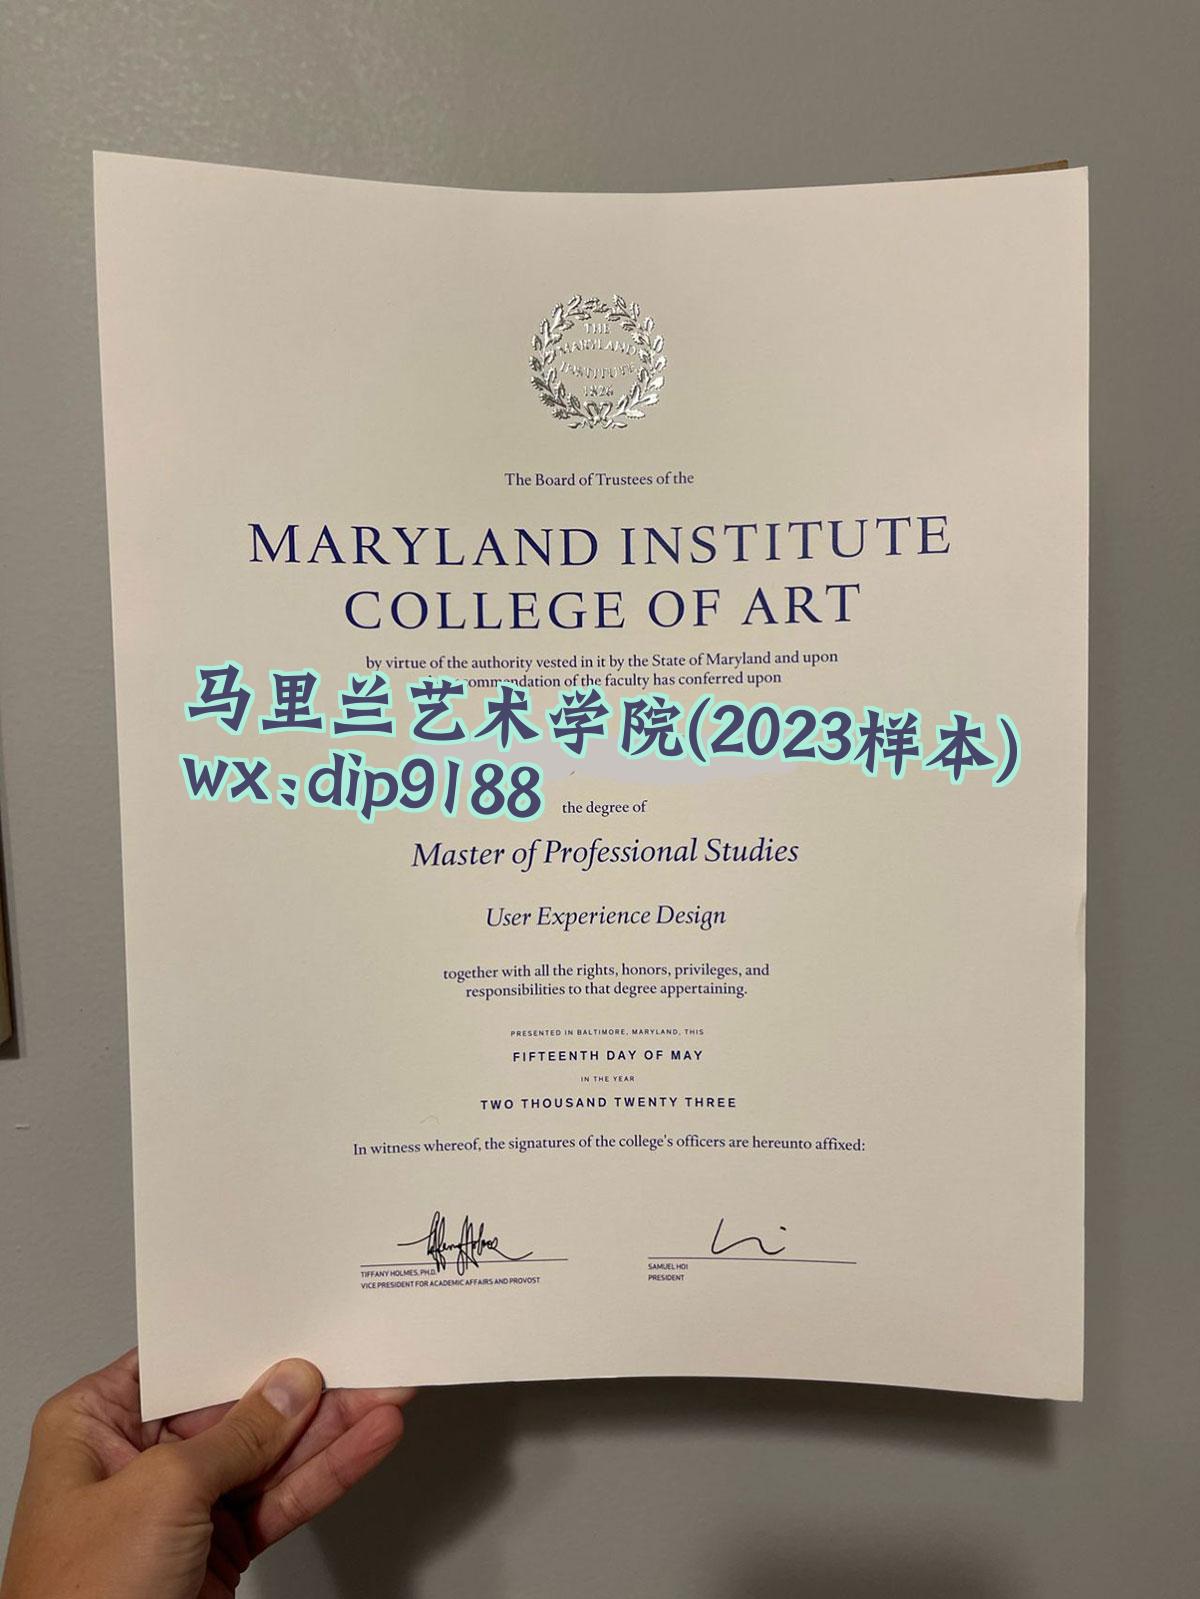 THE
MARYLAND
INSTITUTE
1826
The Board of Trustees of the
MARYLAND INSTITUTE
COLLEGE OF ART
by virtue of the authority vested in it by the State of Maryland and upon
of the faculty has conferred upon
马里兰艺术学院(2023样本)
wx:dip9188
the degree of
Master of Professional Studies
User Experience Design
together with all the rights, honors, privileges, and
responsibilities to that degree appertaining.
PRESENTED IN BALTIMORE, MARYLAND, THIS
FIFTEENTH DAY OF MAY
IN THE YEAR
TWO THOUSAND TWENTY THREE
In witness whereof, the signatures of the college's officers are hereunto affixed:
TIFFANY HOLMES, PH.D.
VICE PRESIDENT FOR ACADEMIC AFFAIRS AND PROVOST
SAMUEL HOI
PRESIDENT